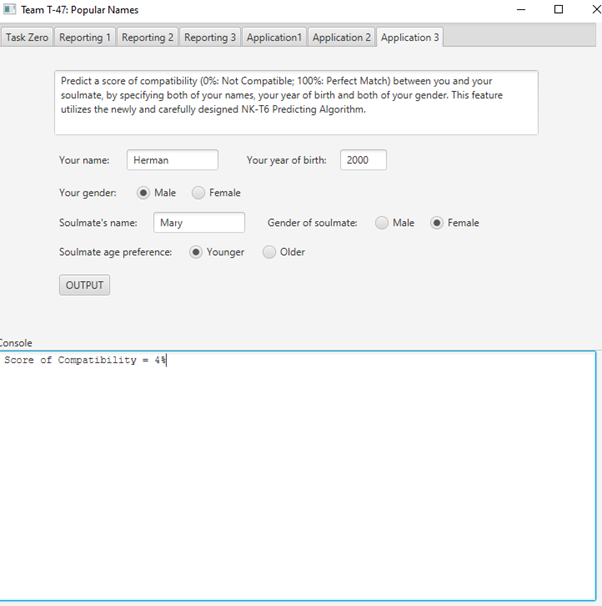 Team T-47: Popular Names
Task Zero Reporting 1 Reporting 2 Reporting 3 Application1 Application 2 Application 3
Predict a score of compatibility (0%: Not Compatible; 100%: Perfect Match) between you and your
soulmate, by specifying both of your names, your year of birth and both of your gender. This feature
utilizes the newly and carefully designed NK-T6 Predicting Algorithm.
Your name: Herman Your year of birth: 2000
Your gender: Male Female
Soulmate's name: Mary Gender of soulmate: Male Female
Soulmate age preference: Younger Older
OUTPUT
Console
Score of Compatibility = 4%